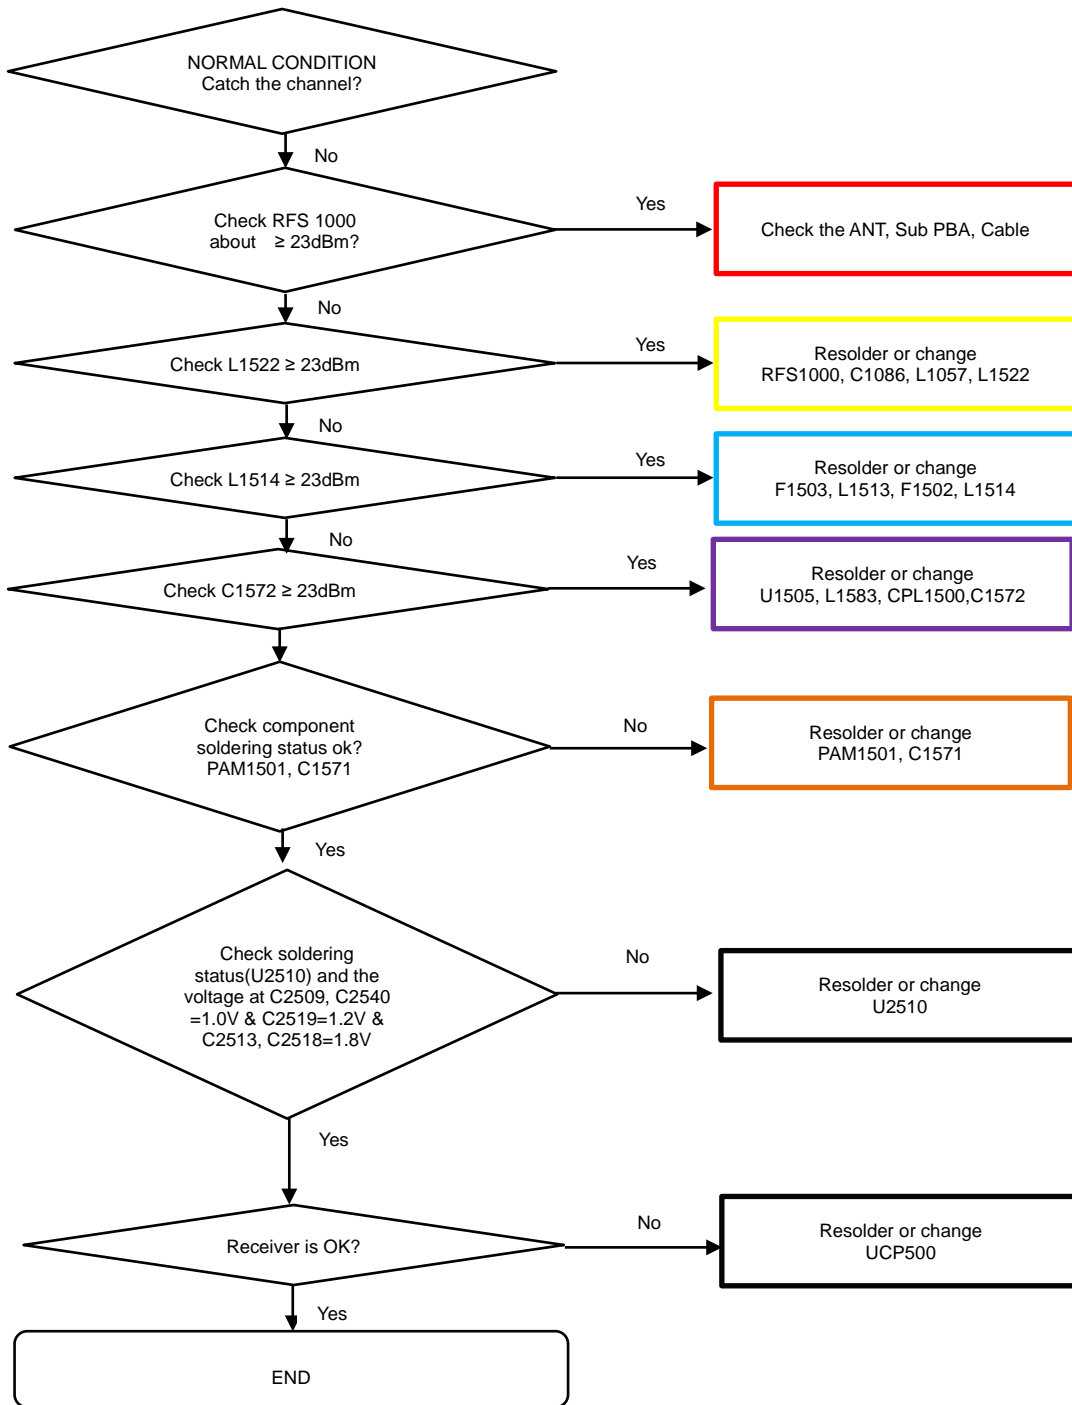 NORMAL CONDITION
Catch the channel?
No
Check RFS 1000
about ≥ 23dBm?
Yes
Check the ANT, Sub PBA, Cable
No
Check L1522 ≥ 23dBm
Yes
Resolder or change
RFS1000, C1086, L1057, L1522
No
Check L1514 ≥ 23dBm
Yes
Resolder or change
F1503, L1513, F1502, L1514
No
Check C1572 ≥ 23dBm
Yes
Resolder or change
U1505, L1583, CPL1500,C1572
Check component
soldering status ok?
PAM1501, C1571
No
Resolder or change
PAM1501, C1571
Yes
Check soldering
status(U2510) and the
voltage at C2509, C2540
=1.0V & C2519=1.2V &
C2513, C2518=1.8V
No
Resolder or change
U2510
Yes
Receiver is OK?
No
Resolder or change
UCP500
Yes
END